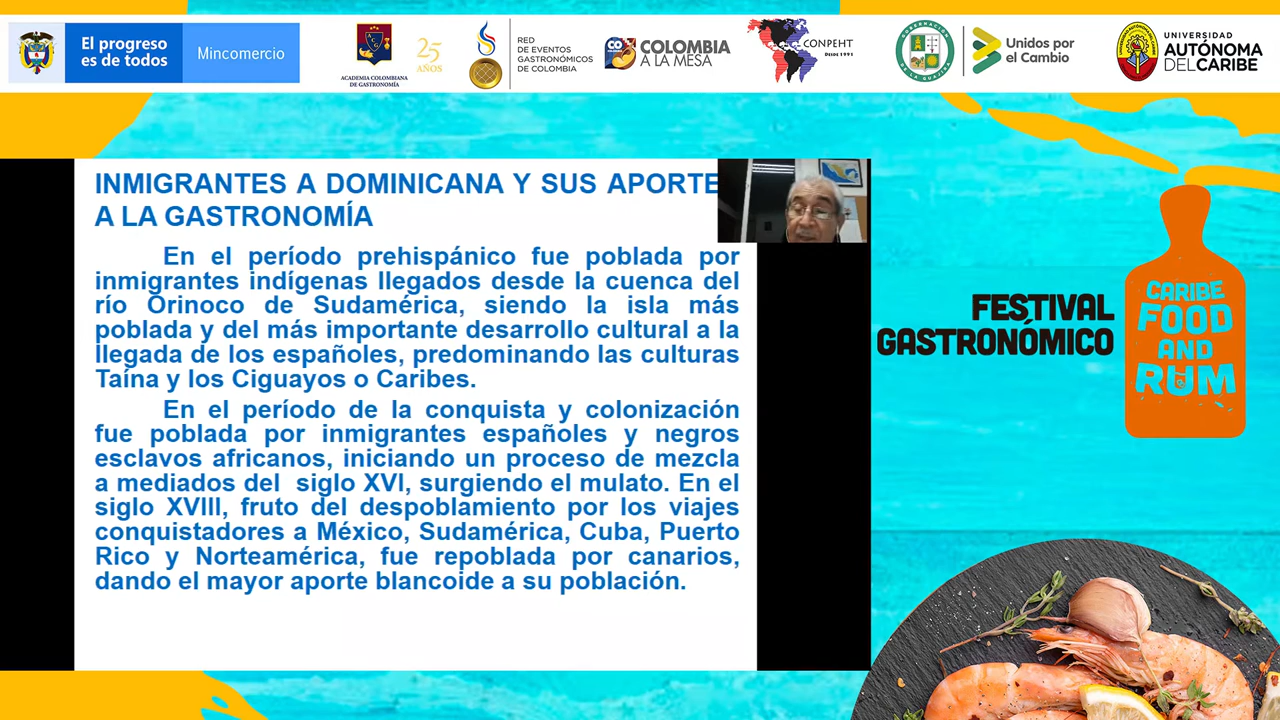 El progreso
es de todos
Mincomercio
ACADEMIA COLOMBIANA
DE GASTRONOMÍA
25
AÑOS
RED
DE EVENTOS
GASTRONÓMICOS
DE COLOMBIA
CO
COLOMBIA
A LA MESA
CONPEHT
DESDE 1991
GOBERNACIÓN
DE LA GUAJIRA
Unidos por
el Cambio
UNIVERSIDAD
AUTÓNOMA
DEL CARIBE
INMIGRANTES A DOMINICANA Y SUS APORTE
A LA GASTRONOMÍA
En el período prehispánico fue poblada por
inmigrantes indígenas llegados desde la cuenca del
río Orinoco de Sudamérica, siendo la isla más
poblada y del más importante desarrollo cultural a la
llegada de los españoles, predominando las culturas
Taína y los Ciguayos o Caribes.
En el período de la conquista y colonización
fue poblada por inmigrantes españoles y negros
esclavos africanos, iniciando un proceso de mezcla
a mediados del siglo XVI, surgiendo el mulato. En el
siglo XVIII, fruto del despoblamiento por los viajes
conquistadores a México, Sudamérica, Cuba, Puerto
Rico y Norteamérica, fue repoblada por canarios,
dando el mayor aporte blancoide a su población.
FESTIVAL
GASTRONÓMICO
CARIBE
FOOD
AND
RUM